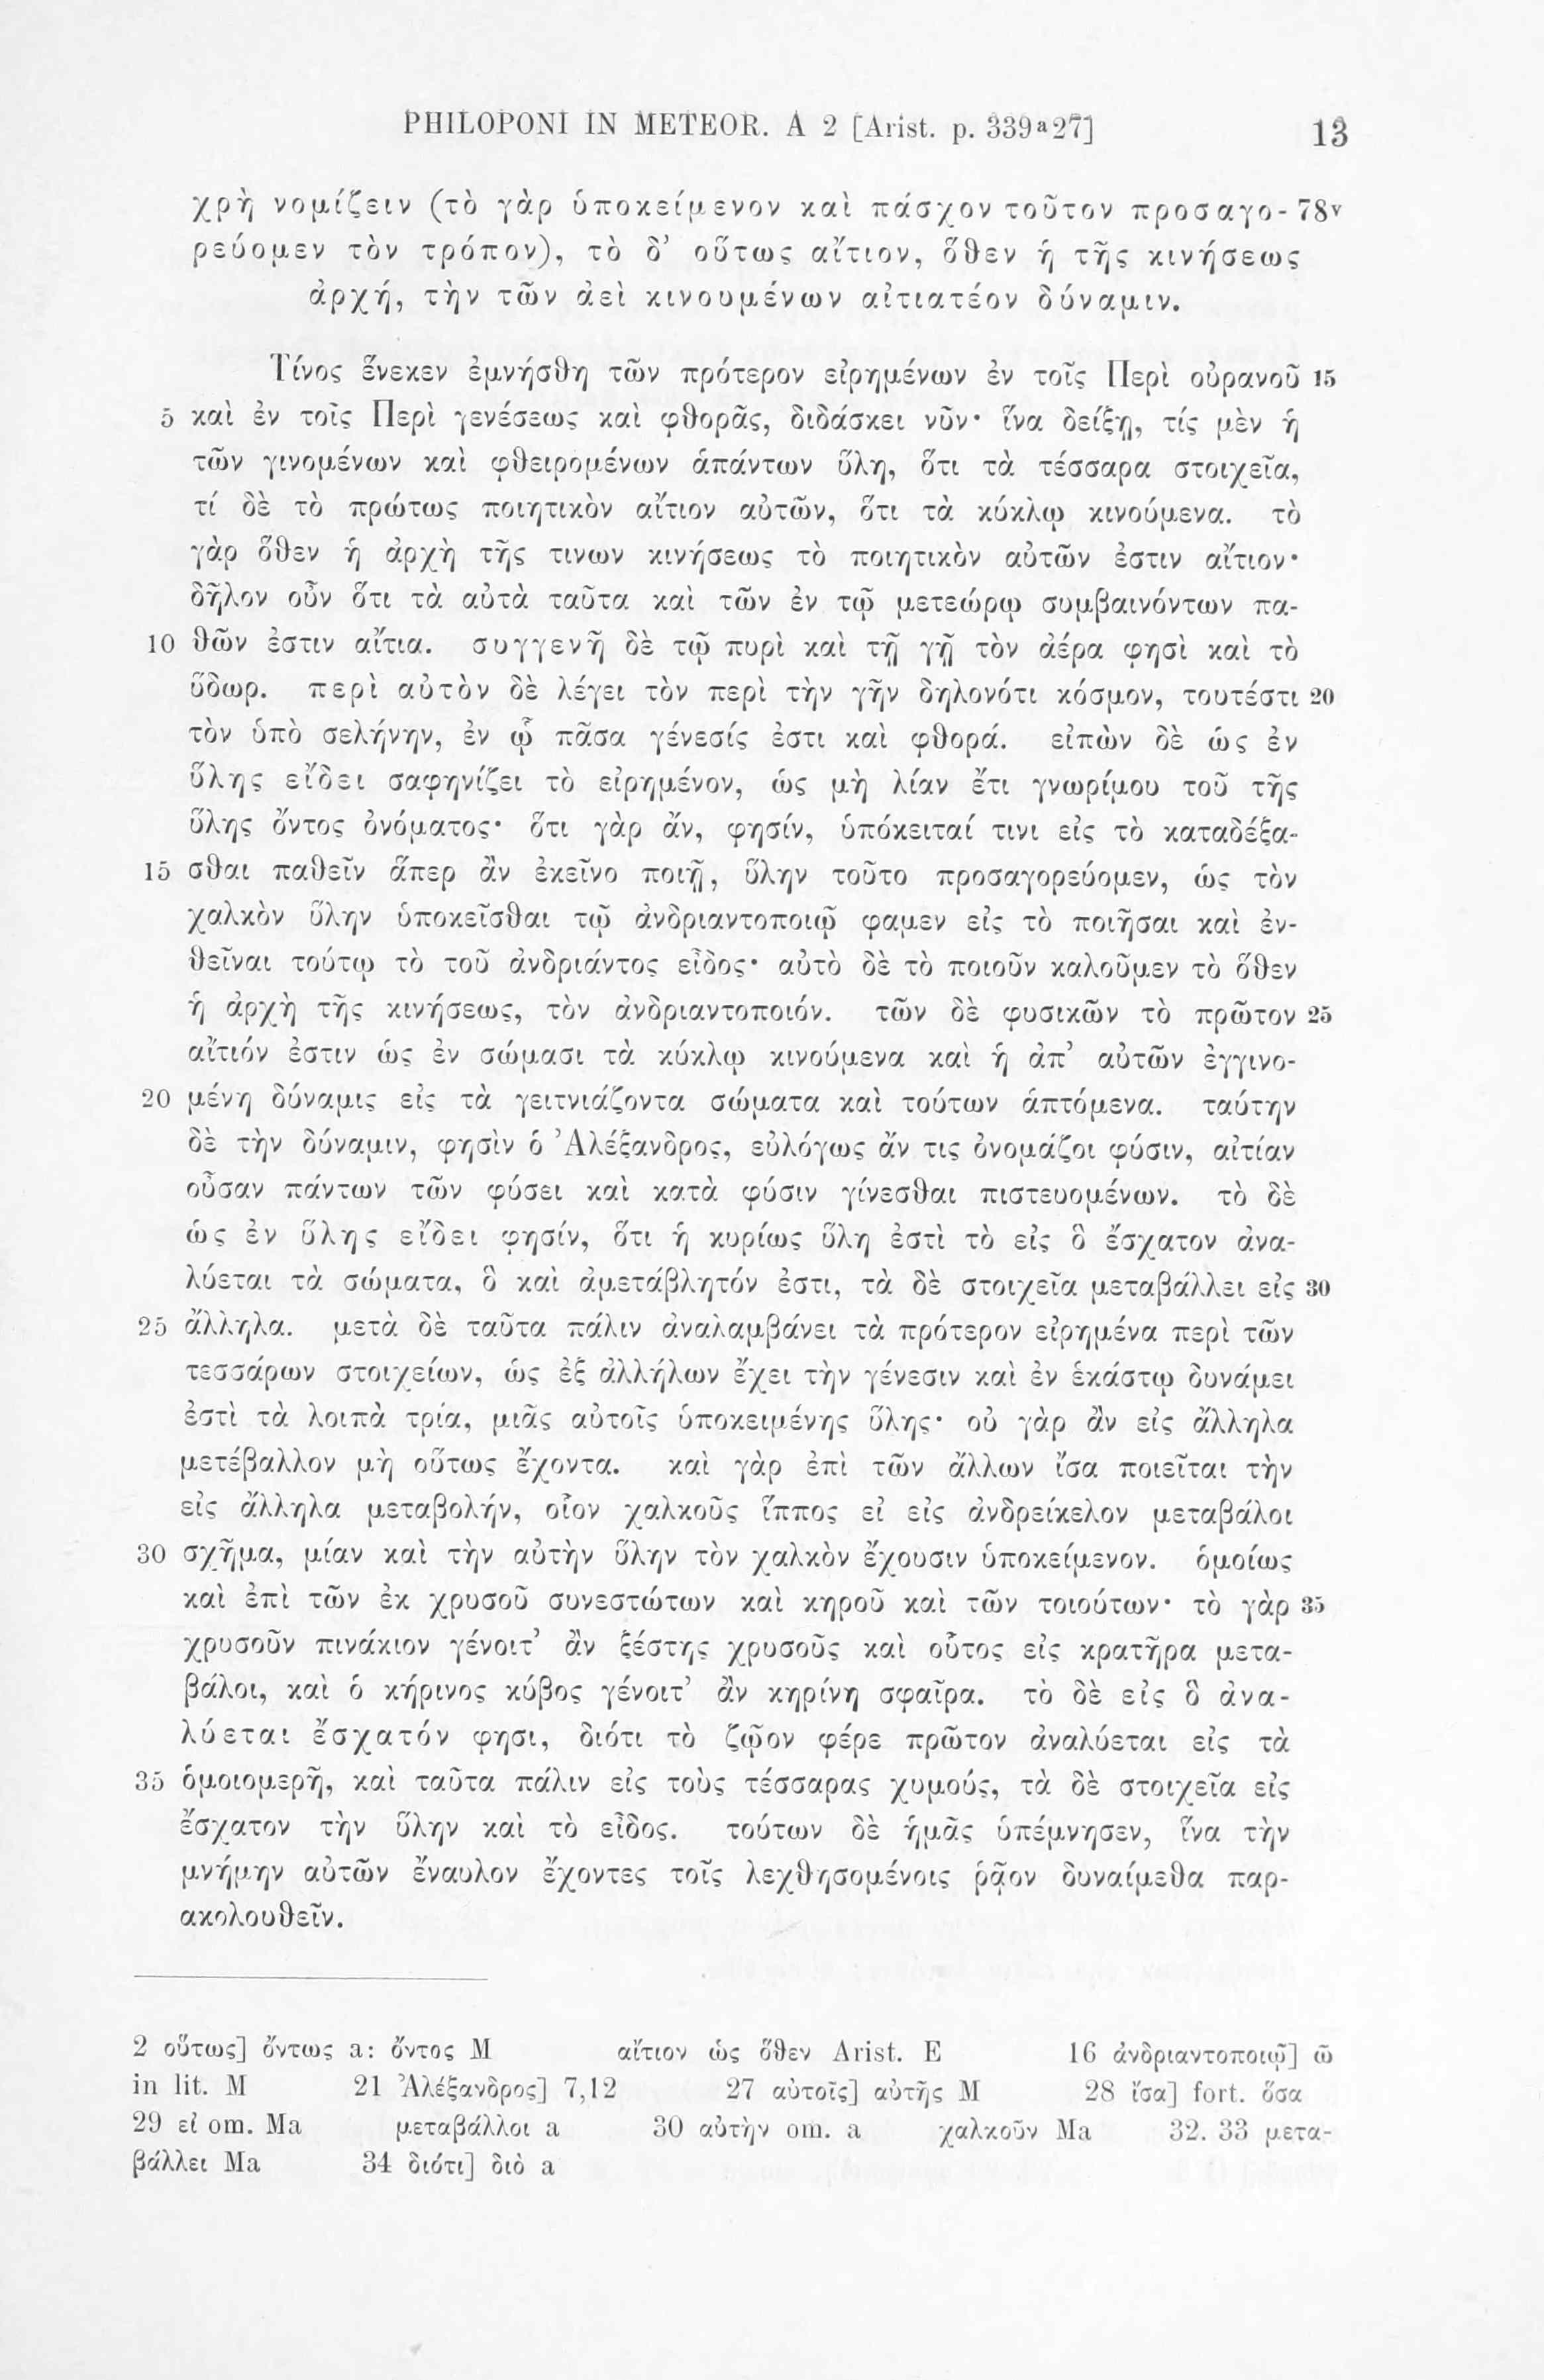 PHILOPONI IN METEOR. A 2 [Arist. p. 339ᵃ27] 13
χρὴ νομίζειν (τὸ γὰρ ὑποκείμενον καὶ πάσχον τοῦτον προσαγο- 78ᵛ
ρεύομεν τὸν τρόπον), τὸ δ’ οὕτως αἴτιον, ὅθεν ἡ τῆς κινήσεως
ἀρχή, τὴν τῶν ἀεὶ κινουμένων αἰτιατέον δύναμιν.
Τίνος ἕνεκεν ἐμνήσθη τῶν πρότερον εἰρημένων ἐν τοῖς Περὶ οὐρανοῦ 15
5 καὶ ἐν τοῖς Περὶ γενέσεως καὶ φθορᾶς, διδάσκει νῦν· ἵνα δείξῃ, τίς μὲν ἡ
τῶν γινομένων καὶ φθειρομένων ἁπάντων ὕλη, ὅτι τὰ τέσσαρα στοιχεῖα,
τί δὲ τὸ πρώτως ποιητικὸν αἴτιον αὐτῶν, ὅτι τὰ κύκλῳ κινούμενα. τὸ
γὰρ ὅθεν ἡ ἀρχὴ τῆς τινων κινήσεως τὸ ποιητικὸν αὐτῶν ἐστιν αἴτιον·
δῆλον οὖν ὅτι τὰ αὐτὰ ταῦτα καὶ τῶν ἐν τῷ μετεώρῳ συμβαινόντων πα-
10 θῶν ἐστιν αἴτια. συγγενῆ δὲ τῷ πυρὶ καὶ τῇ γῇ τὸν ἀέρα φησὶ καὶ τὸ
ὕδωρ. περὶ αὐτὸν δὲ λέγει τὸν περὶ τὴν γῆν δηλονότι κόσμον, τουτέστι 20
τὸν ὑπὸ σελήνην, ἐν ᾧ πᾶσα γένεσίς ἐστι καὶ φθορά. εἰπὼν δὲ ὡς ἐν
ὕλης εἴδει σαφηνίζει τὸ εἰρημένον, ὡς μὴ λίαν ἔτι γνωρίμου τοῦ τῆς
ὕλης ὄντος ὀνόματος· ὅτι γὰρ ἄν, φησίν, ὑπόκειταί τινι εἰς τὸ καταδέξα-
15 σθαι παθεῖν ἅπερ ἂν ἐκεῖνο ποιῇ, ὕλην τοῦτο προσαγορεύομεν, ὡς τὸν
χαλκὸν ὕλην ὑποκεῖσθαι τῷ ἀνδριαντοποιῷ φαμεν εἰς τὸ ποιῆσαι καὶ ἐν-
θεῖναι τούτῳ τὸ τοῦ ἀνδριάντος εἶδος· αὐτὸ δὲ τὸ ποιοῦν καλοῦμεν τὸ ὅθεν
ἡ ἀρχὴ τῆς κινήσεως, τὸν ἀνδριαντοποιόν. τῶν δὲ φυσικῶν τὸ πρῶτον 25
αἴτιόν ἐστιν ὡς ἐν σώμασι τὰ κύκλῳ κινούμενα καὶ ἡ ἀπ’ αὐτῶν ἐγγινο-
20 μένη δύναμις εἰς τὰ γειτνιάζοντα σώματα καὶ τούτων ἁπτόμενα. ταύτην
δὲ τὴν δύναμιν, φησὶν ὁ Ἀλέξανδρος, εὐλόγως ἄν τις ὀνομάζοι φύσιν, αἰτίαν
οὖσαν πάντων τῶν φύσει καὶ κατὰ φύσιν γίνεσθαι πιστευομένων. τὸ δὲ
ὡς ἐν ὕλης εἴδει φησίν, ὅτι ἡ κυρίως ὕλη ἐστὶ τὸ εἰς ὃ ἔσχατον ἀνα-
λύεται τὰ σώματα, ὃ καὶ ἀμετάβλητόν ἐστι, τὰ δὲ στοιχεῖα μεταβάλλει εἰς 30
25 ἄλληλα. μετὰ δὲ ταῦτα πάλιν ἀναλαμβάνει τὰ πρότερον εἰρημένα περὶ τῶν
τεσσάρων στοιχείων, ὡς ἐξ ἀλλήλων ἔχει τὴν γένεσιν καὶ ἐν ἑκάστῳ δυνάμει
ἐστὶ τὰ λοιπὰ τρία, μιᾶς αὐτοῖς ὑποκειμένης ὕλης· οὐ γὰρ ἂν εἰς ἄλληλα
μετέβαλλον μὴ οὕτως ἔχοντα. καὶ γὰρ ἐπὶ τῶν ἄλλων ἴσα ποιεῖται τὴν
εἰς ἄλληλα μεταβολήν, οἷον χαλκοῦς ἵππος εἰ εἰς ἀνδρείκελον μεταβάλοι
30 σχῆμα, μίαν καὶ τὴν αὐτὴν ὕλην τὸν χαλκὸν ἔχουσιν ὑποκείμενον. ὁμοίως
καὶ ἐπὶ τῶν ἐκ χρυσοῦ συνεστώτων καὶ κηροῦ καὶ τῶν τοιούτων· τὸ γὰρ 35
χρυσοῦν πινάκιον γένοιτ’ ἂν ξέστης χρυσοῦς καὶ οὗτος εἰς κρατῆρα μετα-
βάλοι, καὶ ὁ κήρινος κύβος γένοιτ’ ἂν κηρίνη σφαῖρα. τὸ δὲ εἰς ὃ ἀνα-
λύεται ἔσχατόν φησι, διότι τὸ ζῷον φέρε πρῶτον ἀναλύεται εἰς τὰ
35 ὁμοιομερῆ, καὶ ταῦτα πάλιν εἰς τοὺς τέσσαρας χυμούς, τὰ δὲ στοιχεῖα εἰς
ἔσχατον τὴν ὕλην καὶ τὸ εἶδος. τούτων δὲ ἡμᾶς ὑπέμνησεν, ἵνα τὴν
μνήμην αὐτῶν ἔναυλον ἔχοντες τοῖς λεχθησομένοις ῥᾷον δυναίμεθα παρ-
ακολουθεῖν.
2 οὕτως] ὄντως a: ὄντος M αἴτιον ὡς ὅθεν Arist. E 16 ἀνδριαντοποιῷ] ῶ
in lit. M 21 Ἀλέξανδρος] 7,12 27 αὐτοῖς] αὐτῆς M 28 ἴσα] fort. ὅσα
29 εἰ om. Ma μεταβάλλοι a 30 αὐτὴν om. a χαλκοῦν Ma 32. 33 μετα-
βάλλει Ma 34 διότι] διὸ a